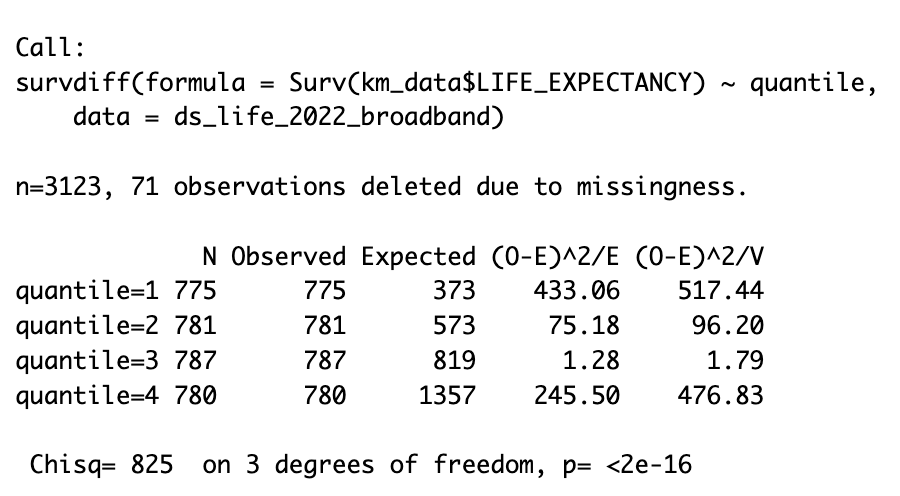 Call:
survdiff(formula = Surv(km_data$LIFE_EXPECTANCY) ~ quantile,
    data = ds_life_2022_broadband)

n=3123, 71 observations deleted due to missingness.

             N Observed Expected (O-E)^2/E (O-E)^2/V
quantile=1 775      775      373    433.06    517.44
quantile=2 781      781      573     75.18     96.20
quantile=3 787      787      819      1.28      1.79
quantile=4 780      780     1357    245.50    476.83

 Chisq= 825  on 3 degrees of freedom, p= <2e-16